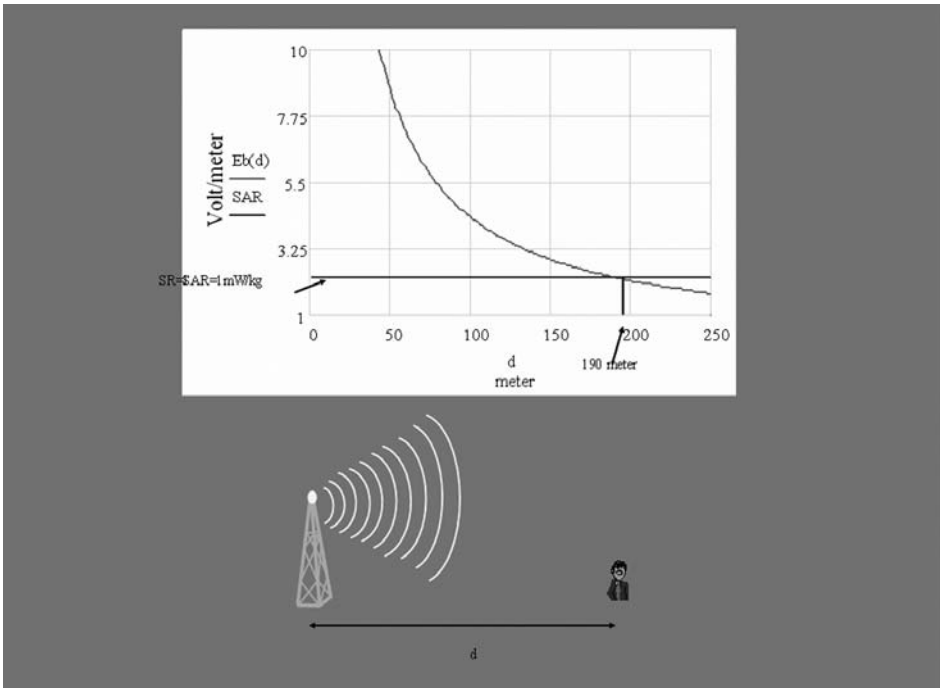 10
7.75
Volt/meter
Eb(d)
5.5
SAR
3.25
SR=SAR=1mW/kg
1
0 50 100 150 200 250
d
190 meter
meter
d